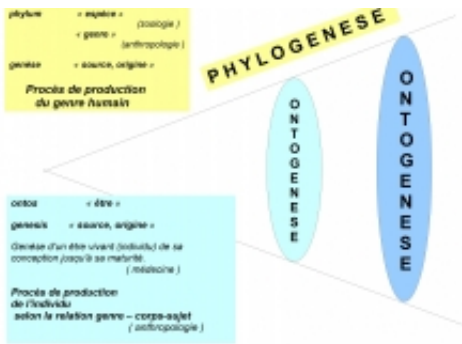 phylum « espèce »
(zoologie)
« genre »
(anthropologie)
genèse « source, origine »
Procès de production
du genre humain
PHYLOGENESE
ONTOGENESE
ONTOGENESE
ontos « être »
genesis « source, origine »
Genèse d'un être vivant (individu) de sa
conception jusqu'à sa maturité.
( médecine )
Procès de production
de l'individu
selon la relation genre – corps-sujet
( anthropologie )